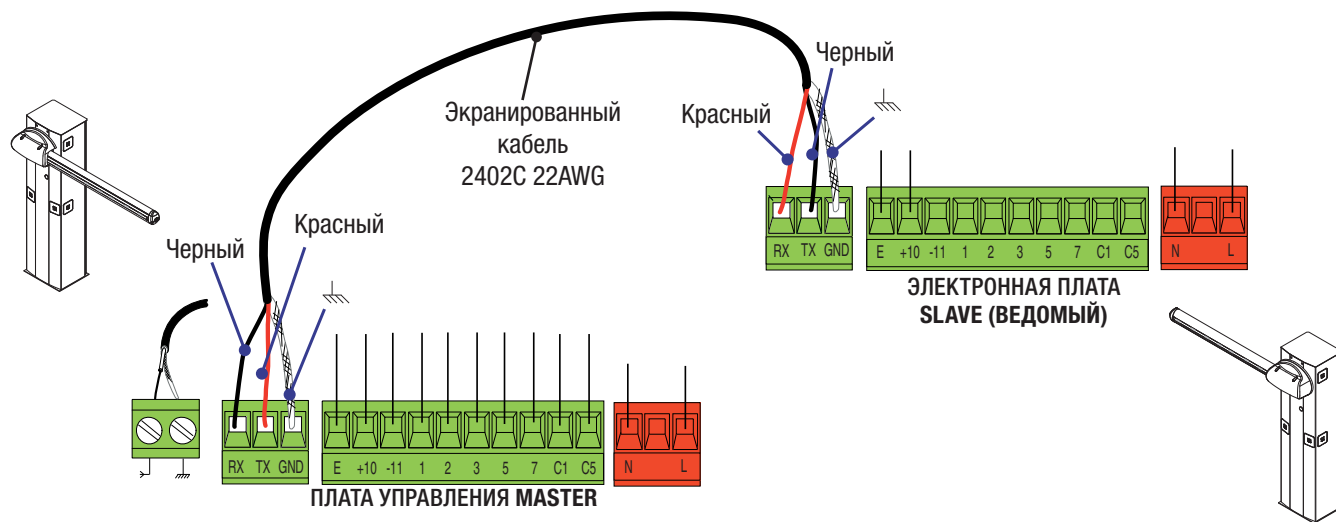 Черный
Экранированный
кабель
2402C 22AWG
Красный
RX TX GND
E +10 -11 1 2 3 5 7 C1 C5
N L
ЭЛЕКТРОННАЯ ПЛАТА
SLAVE (ВЕДОМЫЙ)
Красный
Черный
RX TX GND
E +10 -11 1 2 3 5 7 C1 C5
N L
ПЛАТА УПРАВЛЕНИЯ MASTER